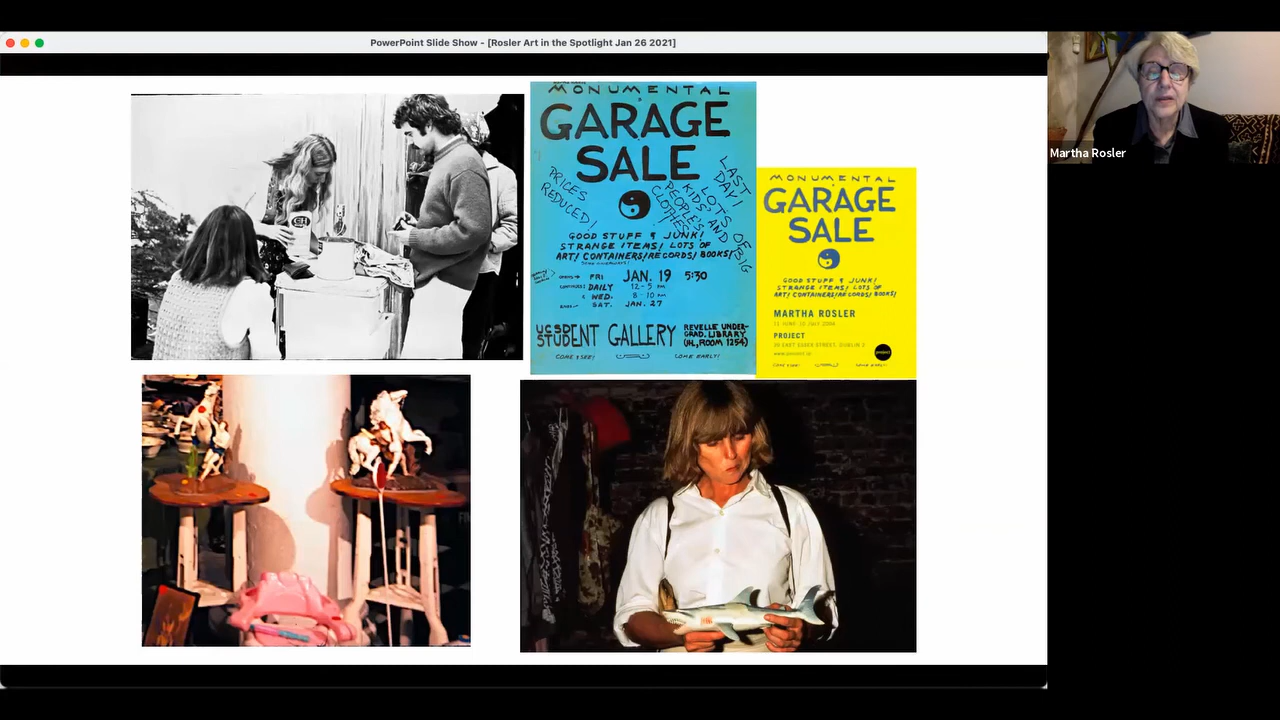 PowerPoint Slide Show - [Rosler Art in the Spotlight Jan 26 2021]
MONUMENTAL
GARAGE
SALE
PRICES
REDUCED!
LAST
DAY!
LOTS OF BIG
KIDS' AND
PEOPLE'S
CLOTHES!
GOOD STUFF & JUNK!
STRANGE ITEMS! LOTS OF
ART/ CONTAINERS/RECORDS/ BOOKS!
FRI JAN. 19 5:30
DAILY 12-5 PM
WED. 8-10 PM
SAT. JAN. 27
UCSD
STUDENT GALLERY
REVELLE UNDER-
GRAD. LIBRARY
(HL, ROOM 1254)
COME & SEE! COME EARLY!
MONUMENTAL
GARAGE
SALE
GOOD STUFF & JUNK!
STRANGE ITEMS! LOTS OF
ART! CONTAINERS/RECORDS! BOOKS!
MARTHA ROSLER
PROJECT
project
Martha Rosler